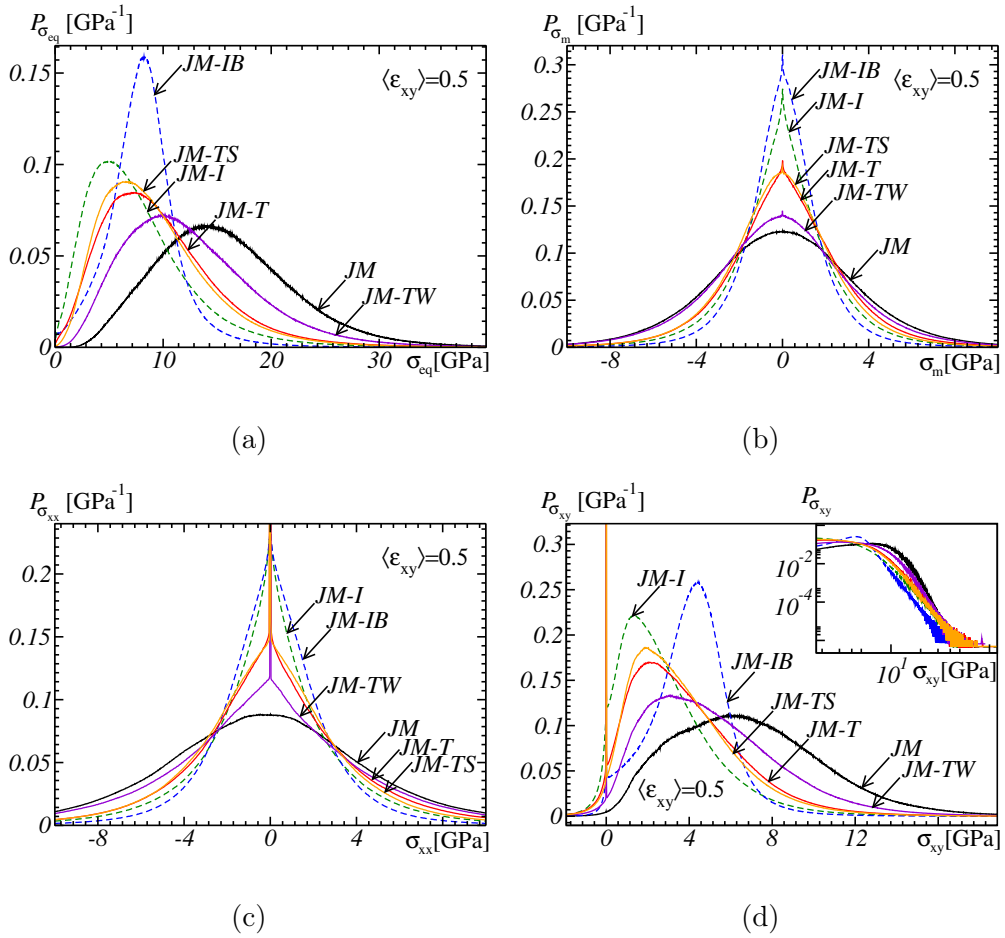 P_σeq [GPa⁻¹]
0.15
0.1
0.05
0
⟨ε_xy⟩=0.5
JM-IB
JM-TS
JM-I
JM-T
JM
JM-TW
0 10 20 30
σ_eq[GPa]
(a)
P_σm [GPa⁻¹]
0.3
0.25
0.2
0.15
0.1
0.05
0
JM-IB
⟨ε_xy⟩=0.5
JM-I
JM-TS
JM-T
JM-TW
JM
-8 -4 0 4
σ_m[GPa]
(b)
P_σxx [GPa⁻¹]
0.2
0.15
0.1
0.05
0
⟨ε_xy⟩=0.5
JM-I
JM-IB
JM-TW
JM
JM-T
JM-TS
-8 -4 0 4
σ_xx[GPa]
(c)
P_σxy [GPa⁻¹]
0.3
0.25
0.2
0.15
0.1
0.05
0
P_σxy
10⁻²
10⁻⁴
10¹ σ_xy[GPa]
JM-I
JM-IB
JM-TS
JM-T
JM
JM-TW
⟨ε_xy⟩=0.5
0 4 8 12
σ_xy[GPa]
(d)